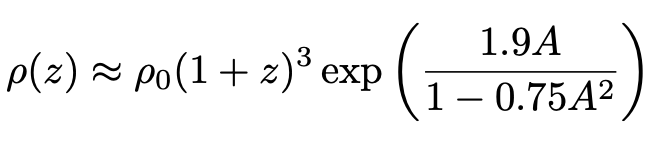 ρ(z) ≈ ρ₀(1 + z)³ exp(1.9A / (1 − 0.75A²))